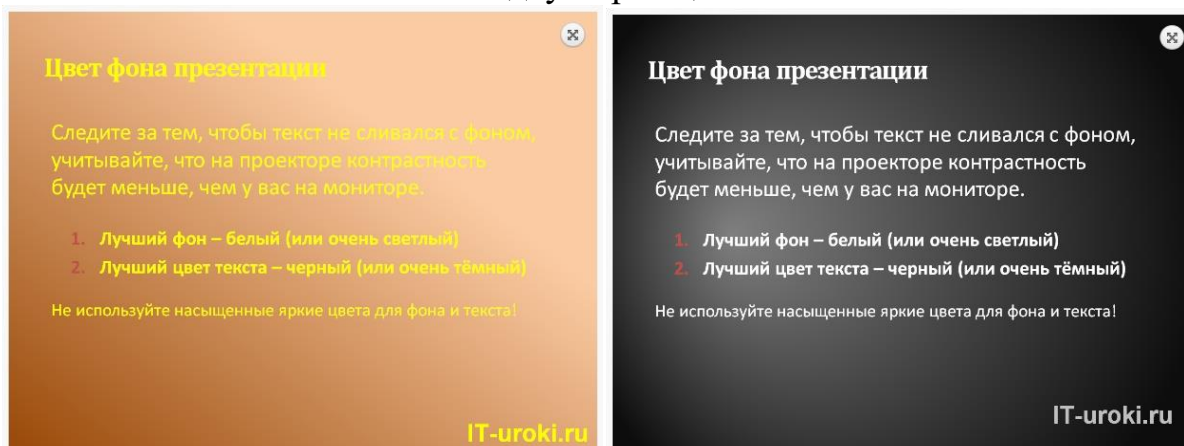 Цвет фона презентации
Следите за тем, чтобы текст не сливался с фоном,
учитывайте, что на проекторе контрастность
будет меньше, чем у вас на мониторе.
1. Лучший фон – белый (или очень светлый)
2. Лучший цвет текста – черный (или очень тёмный)
Не используйте насыщенные яркие цвета для фона и текста!
IT-uroki.ru
Цвет фона презентации
Следите за тем, чтобы текст не сливался с фоном,
учитывайте, что на проекторе контрастность
будет меньше, чем у вас на мониторе.
1. Лучший фон – белый (или очень светлый)
2. Лучший цвет текста – черный (или очень тёмный)
Не используйте насыщенные яркие цвета для фона и текста!
IT-uroki.ru